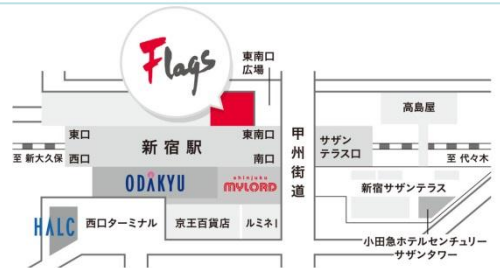 Flags
東南口
広場
高島屋
東口
新宿駅
東南口
甲州街道
サザン
テラス口
至 新大久保
西口
南口
至 代々木
ODAKYU
shinjuku
MYLORD
新宿サザンテラス
HALC
西口ターミナル
京王百貨店
ルミネ1
小田急ホテルセンチュリー
サザンタワー